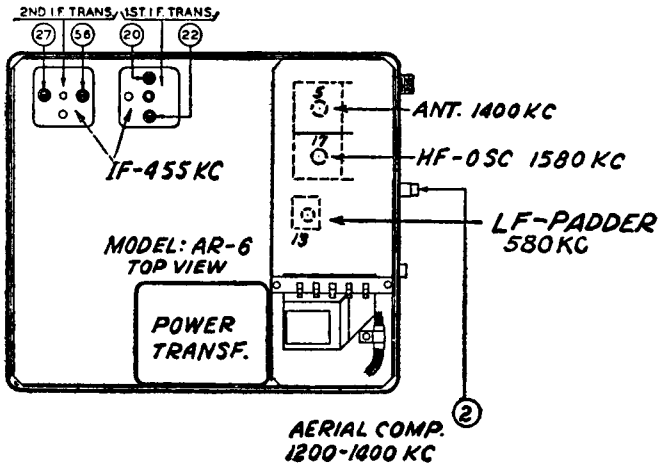 2ND I.F. TRANS. 1ST I.F. TRANS.
27 56 20 22
5
ANT. 1400 KC
17
HF-OSC 1580 KC
IF-455 KC
13
LF-PADDER
580 KC
MODEL: AR-6
TOP VIEW
POWER
TRANSF.
2
AERIAL COMP.
1200-1400 KC